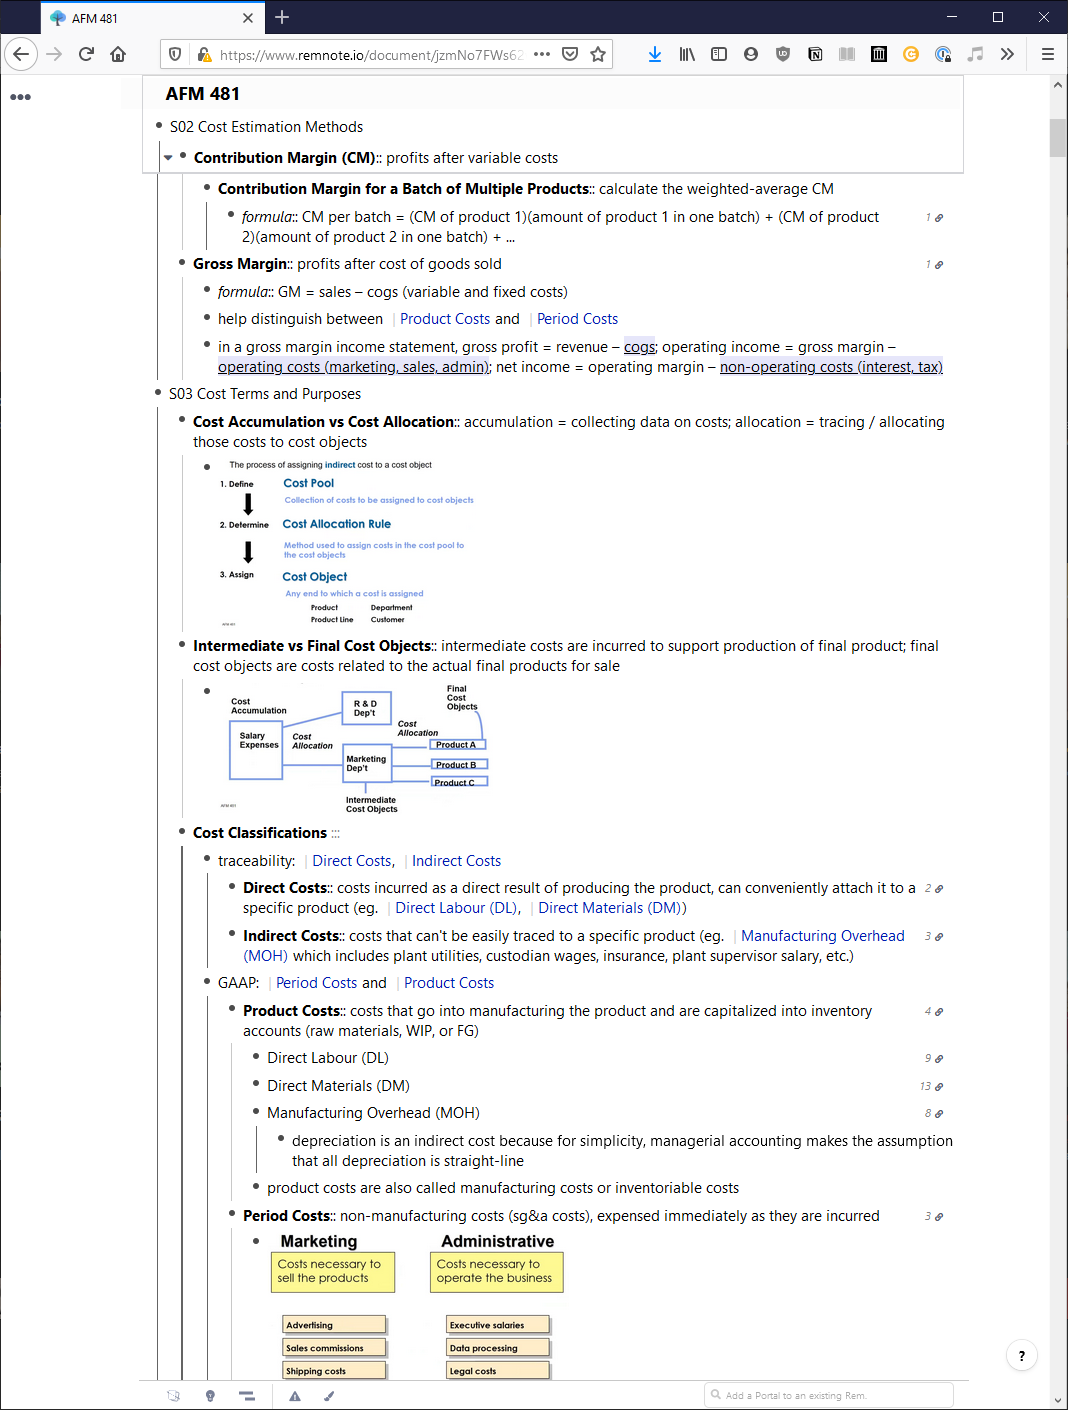 AFM 481
https://www.remnote.io/document/jzmNo7FWs62
AFM 481
S02 Cost Estimation Methods
Contribution Margin (CM):: profits after variable costs
Contribution Margin for a Batch of Multiple Products:: calculate the weighted-average CM
formula:: CM per batch = (CM of product 1)(amount of product 1 in one batch) + (CM of product
2)(amount of product 2 in one batch) + ...
1
Gross Margin:: profits after cost of goods sold
1
formula:: GM = sales – cogs (variable and fixed costs)
help distinguish between Product Costs and Period Costs
in a gross margin income statement, gross profit = revenue – cogs; operating income = gross margin –
operating costs (marketing, sales, admin); net income = operating margin – non-operating costs (interest, tax)
S03 Cost Terms and Purposes
Cost Accumulation vs Cost Allocation:: accumulation = collecting data on costs; allocation = tracing / allocating
those costs to cost objects
The process of assigning indirect cost to a cost object
1. Define Cost Pool
Collection of costs to be assigned to cost objects
2. Determine Cost Allocation Rule
Method used to assign costs in the cost pool to
the cost objects
3. Assign Cost Object
Any end to which a cost is assigned
Product Department
Product Line Customer
AFM 481
Intermediate vs Final Cost Objects:: intermediate costs are incurred to support production of final product; final
cost objects are costs related to the actual final products for sale
Cost
Accumulation
R & D
Dep't
Final
Cost
Objects
Salary
Expenses
Cost
Allocation
Cost
Allocation
Marketing
Dep't
Product A
Product B
Product C
Intermediate
Cost Objects
AFM 481
Cost Classifications :::
traceability: Direct Costs, Indirect Costs
Direct Costs:: costs incurred as a direct result of producing the product, can conveniently attach it to a
specific product (eg. Direct Labour (DL), Direct Materials (DM))
2
Indirect Costs:: costs that can't be easily traced to a specific product (eg. Manufacturing Overhead
(MOH) which includes plant utilities, custodian wages, insurance, plant supervisor salary, etc.)
3
GAAP: Period Costs and Product Costs
Product Costs:: costs that go into manufacturing the product and are capitalized into inventory
accounts (raw materials, WIP, or FG)
4
Direct Labour (DL)
9
Direct Materials (DM)
13
Manufacturing Overhead (MOH)
8
depreciation is an indirect cost because for simplicity, managerial accounting makes the assumption
that all depreciation is straight-line
product costs are also called manufacturing costs or inventoriable costs
Period Costs:: non-manufacturing costs (sg&a costs), expensed immediately as they are incurred
3
Marketing Administrative
Costs necessary to
sell the products
Costs necessary to
operate the business
Advertising Executive salaries
Sales commissions Data processing
Shipping costs Legal costs
?
Add a Portal to an existing Rem.